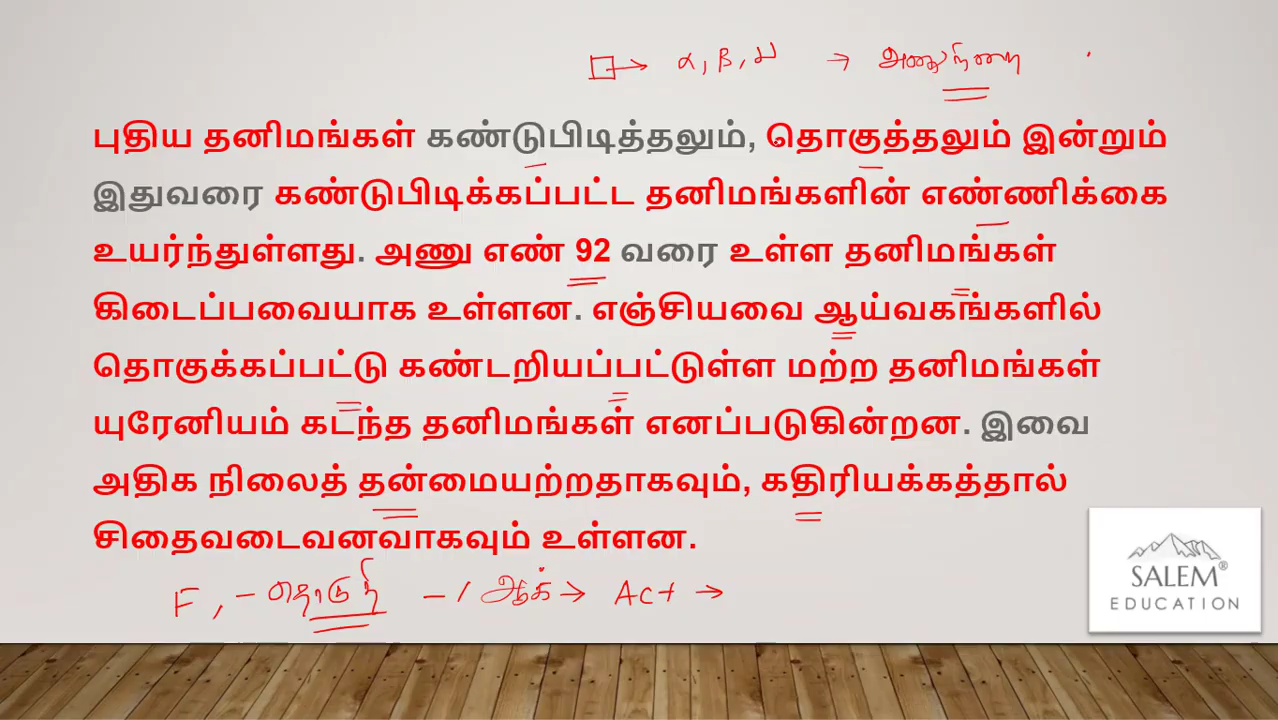 α, β, → அணுநிறை
புதிய தனிமங்கள் கண்டுபிடித்தலும், தொகுத்தலும் இன்றும்
இதுவரை கண்டுபிடிக்கப்பட்ட தனிமங்களின் எண்ணிக்கை
உயர்ந்துள்ளது. அணு எண் 92 வரை உள்ள தனிமங்கள்
கிடைப்பவையாக உள்ளன. எஞ்சியவை ஆய்வகங்களில்
தொகுக்கப்பட்டு கண்டறியப்பட்டுள்ள மற்ற தனிமங்கள்
யுரேனியம் கடந்த தனிமங்கள் எனப்படுகின்றன. இவை
அதிக நிலைத் தன்மையற்றதாகவும், கதிரியக்கத்தால்
சிதைவடைவனவாகவும் உள்ளன.
F, - தொகுதி - / ஆக் → Act →
SALEM®
EDUCATION